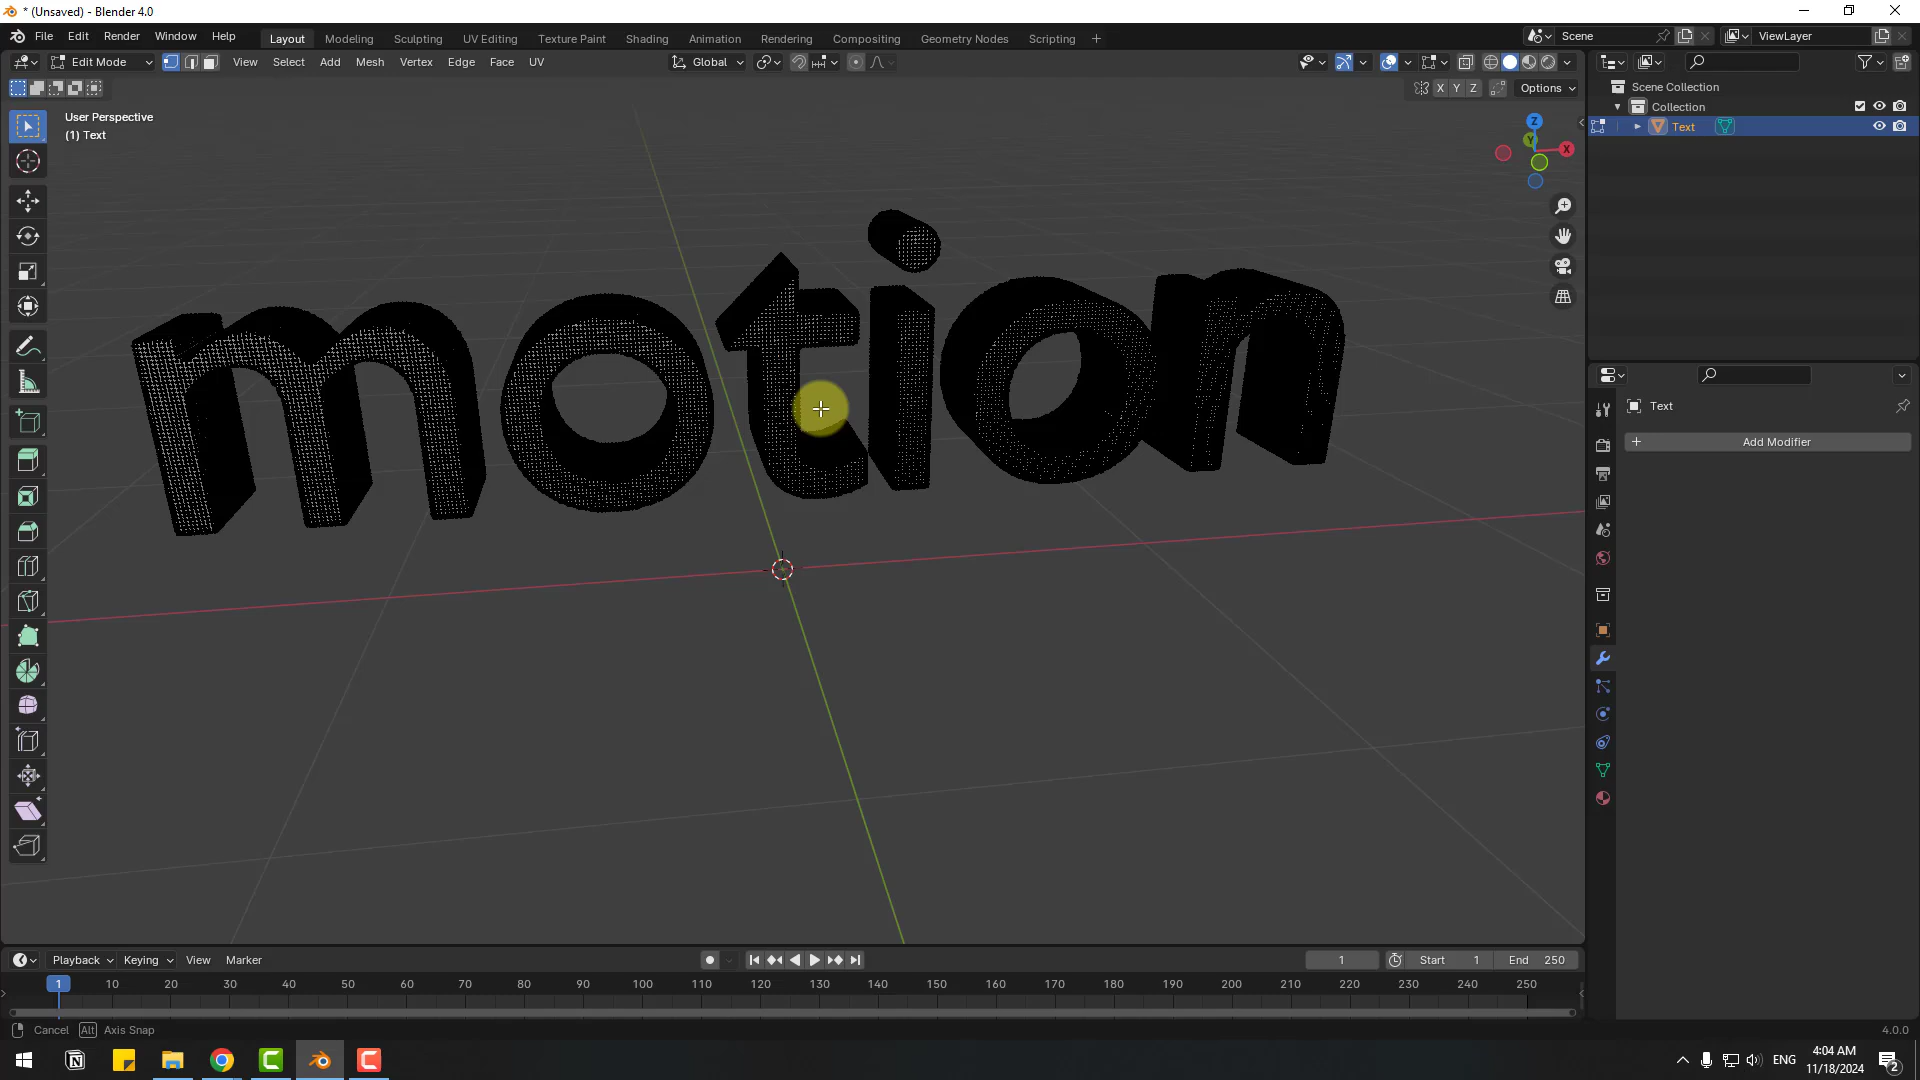 * (Unsaved) - Blender 4.0
File Edit Render Window Help
Layout Modeling Sculpting UV Editing Texture Paint Shading Animation Rendering Compositing Geometry Nodes Scripting +
Scene
ViewLayer
Edit Mode
View Select Add Mesh Vertex Edge Face UV
Global
X Y Z
Options
User Perspective
(1) Text
Z
Y
X
motion
Scene Collection
Collection
Text
Text
Add Modifier
Playback Keying View Marker
1
Start 1
End 250
1 10 20 30 40 50 60 70 80 90 100 110 120 130 140 150 160 170 180 190 200 210 220 230 240 250
Cancel Alt Axis Snap
4.0.0
ENG
4:04 AM
11/18/2024
2